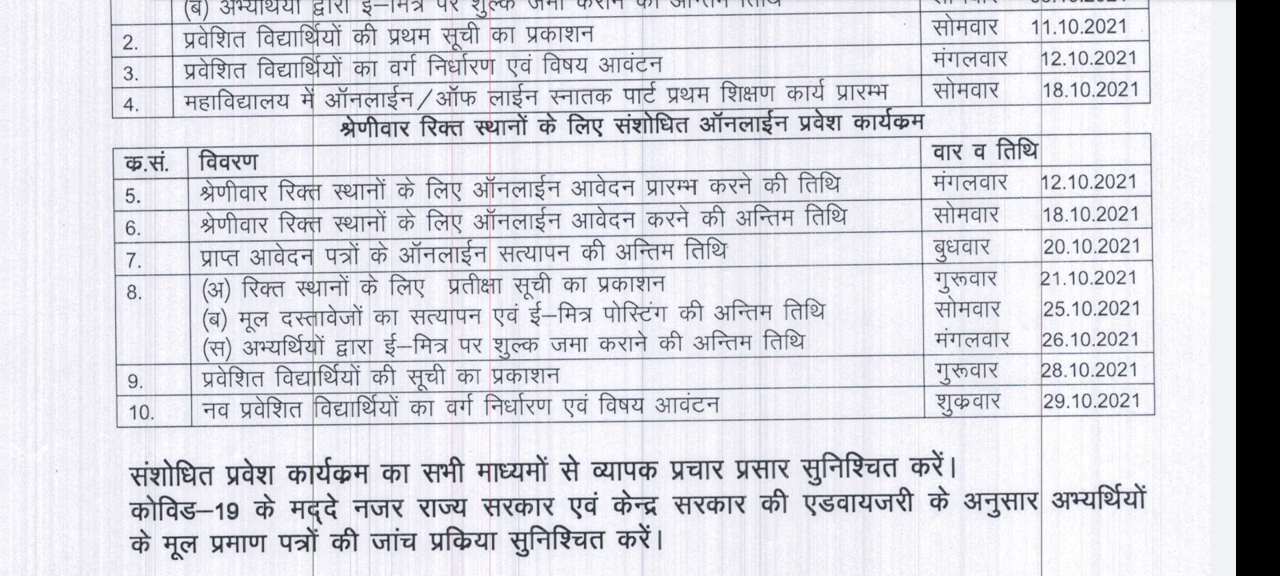 (ब) अभ्यर्थियों द्वारा ई–मित्र पर शुल्क जमा कराने की अन्तिम तिथि
2. प्रवेशित विद्यार्थियों की प्रथम सूची का प्रकाशन सोमवार 11.10.2021
3. प्रवेशित विद्यार्थियों का वर्ग निर्धारण एवं विषय आवंटन मंगलवार 12.10.2021
4. महाविद्यालय में ऑनलाईन/ऑफ लाईन स्नातक पार्ट प्रथम शिक्षण कार्य प्रारम्भ सोमवार 18.10.2021
श्रेणीवार रिक्त स्थानों के लिए संशोधित ऑनलाईन प्रवेश कार्यक्रम
क.सं. विवरण वार व तिथि
5. श्रेणीवार रिक्त स्थानों के लिए ऑनलाईन आवेदन प्रारम्भ करने की तिथि मंगलवार 12.10.2021
6. श्रेणीवार रिक्त स्थानों के लिए ऑनलाईन आवेदन करने की अन्तिम तिथि सोमवार 18.10.2021
7. प्राप्त आवेदन पत्रों के ऑनलाईन सत्यापन की अन्तिम तिथि बुधवार 20.10.2021
8. (अ) रिक्त स्थानों के लिए प्रतीक्षा सूची का प्रकाशन गुरूवार 21.10.2021
(ब) मूल दस्तावेजों का सत्यापन एवं ई–मित्र पोस्टिंग की अन्तिम तिथि सोमवार 25.10.2021
(स) अभ्यर्थियों द्वारा ई–मित्र पर शुल्क जमा कराने की अन्तिम तिथि मंगलवार 26.10.2021
9. प्रवेशित विद्यार्थियों की सूची का प्रकाशन गुरूवार 28.10.2021
10. नव प्रवेशित विद्यार्थियों का वर्ग निर्धारण एवं विषय आवंटन शुक्रवार 29.10.2021
संशोधित प्रवेश कार्यक्रम का सभी माध्यमों से व्यापक प्रचार प्रसार सुनिश्चित करें।
कोविड–19 के मद्दे नजर राज्य सरकार एवं केन्द्र सरकार की एडवायजरी के अनुसार अभ्यर्थियों
के मूल प्रमाण पत्रों की जांच प्रक्रिया सुनिश्चित करें।